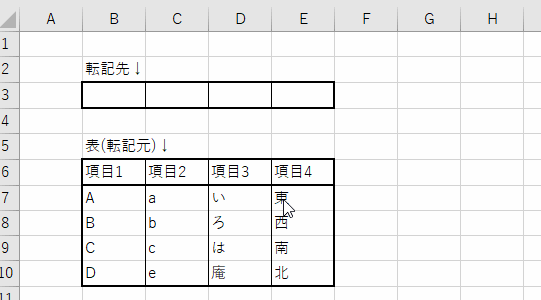 A B C D E F G H
1
2 転記先↓
3
4
5 表(転記元)↓
6 項目1 項目2 項目3 項目4
7 A a い 東
8 B b ろ 西
9 C c は 南
10 D e 庵 北
11